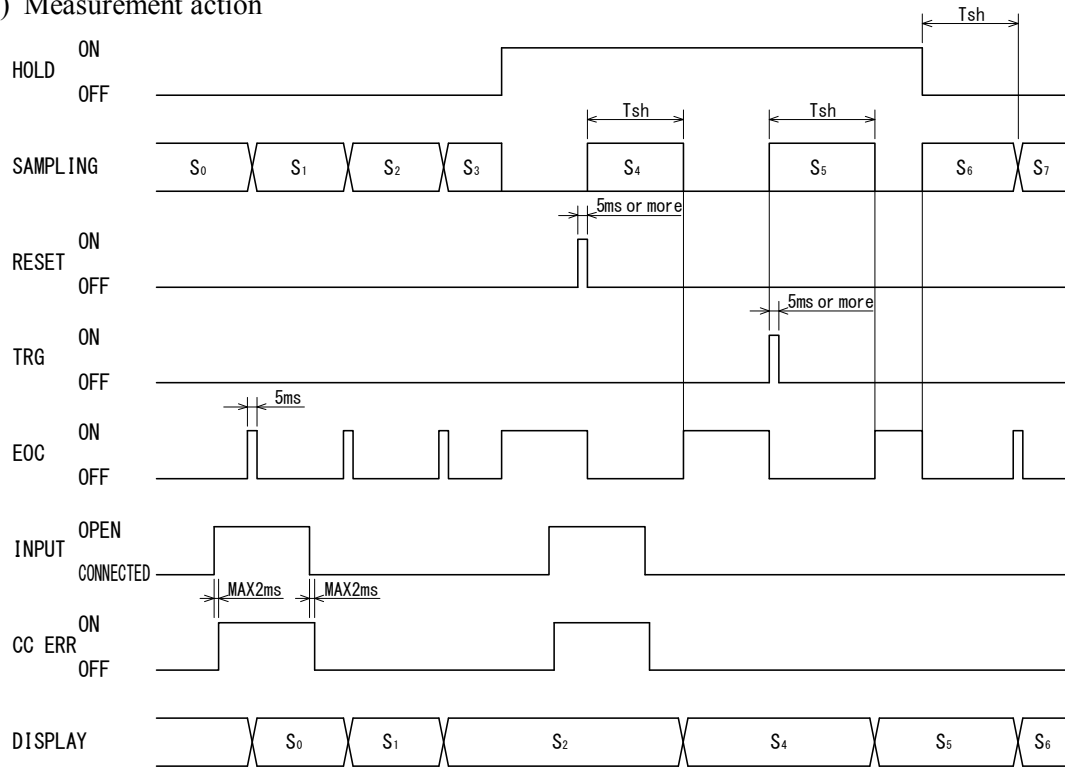 ) Measurement action
Tsh
ON
HOLD
OFF
Tsh
Tsh
SAMPLING
S₀
S₁
S₂
S₃
S₄
S₅
S₆
S₇
5ms or more
ON
RESET
OFF
5ms or more
ON
TRG
OFF
5ms
ON
EOC
OFF
OPEN
INPUT
CONNECTED
MAX2ms
MAX2ms
ON
CC ERR
OFF
DISPLAY
S₀
S₁
S₂
S₄
S₅
S₆